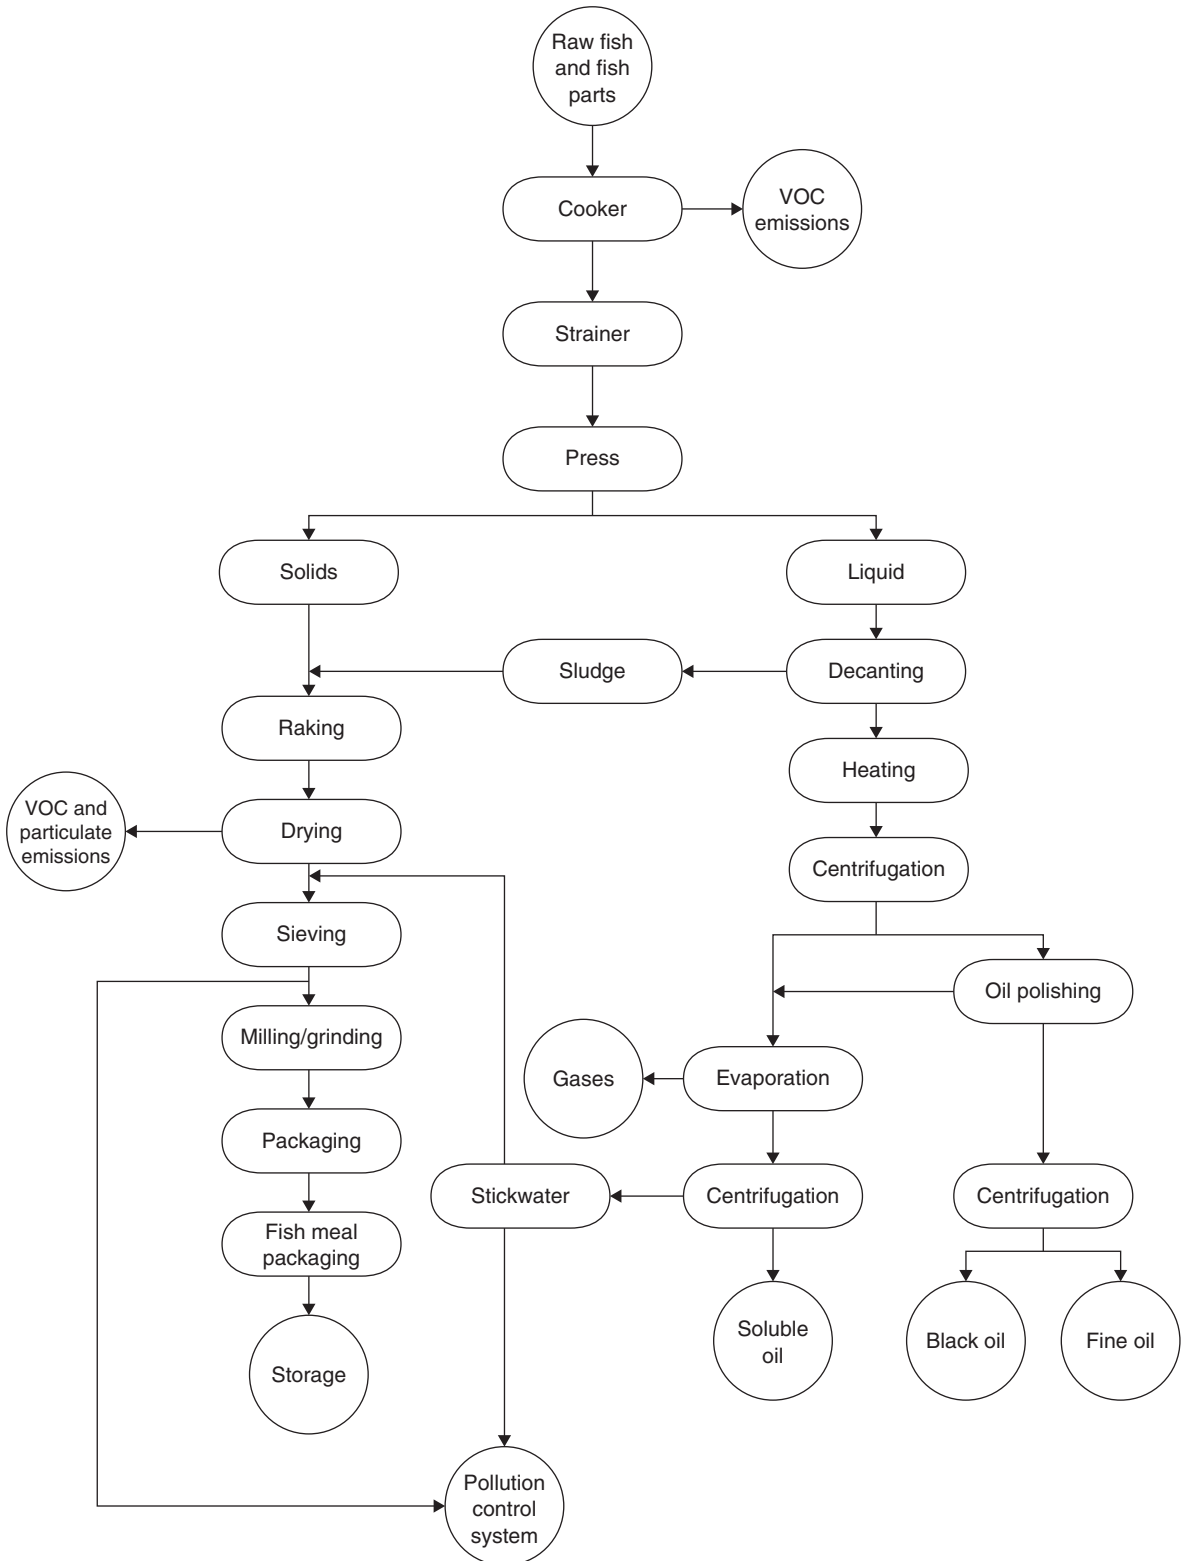 Raw fish
and fish
parts
Cooker
VOC
emissions
Strainer
Press
Solids
Liquid
Sludge
Decanting
Raking
Heating
VOC and
particulate
emissions
Drying
Centrifugation
Sieving
Oil polishing
Milling/grinding
Gases
Evaporation
Packaging
Stickwater
Centrifugation
Centrifugation
Fish meal
packaging
Soluble
oil
Black oil
Fine oil
Storage
Pollution
control
system